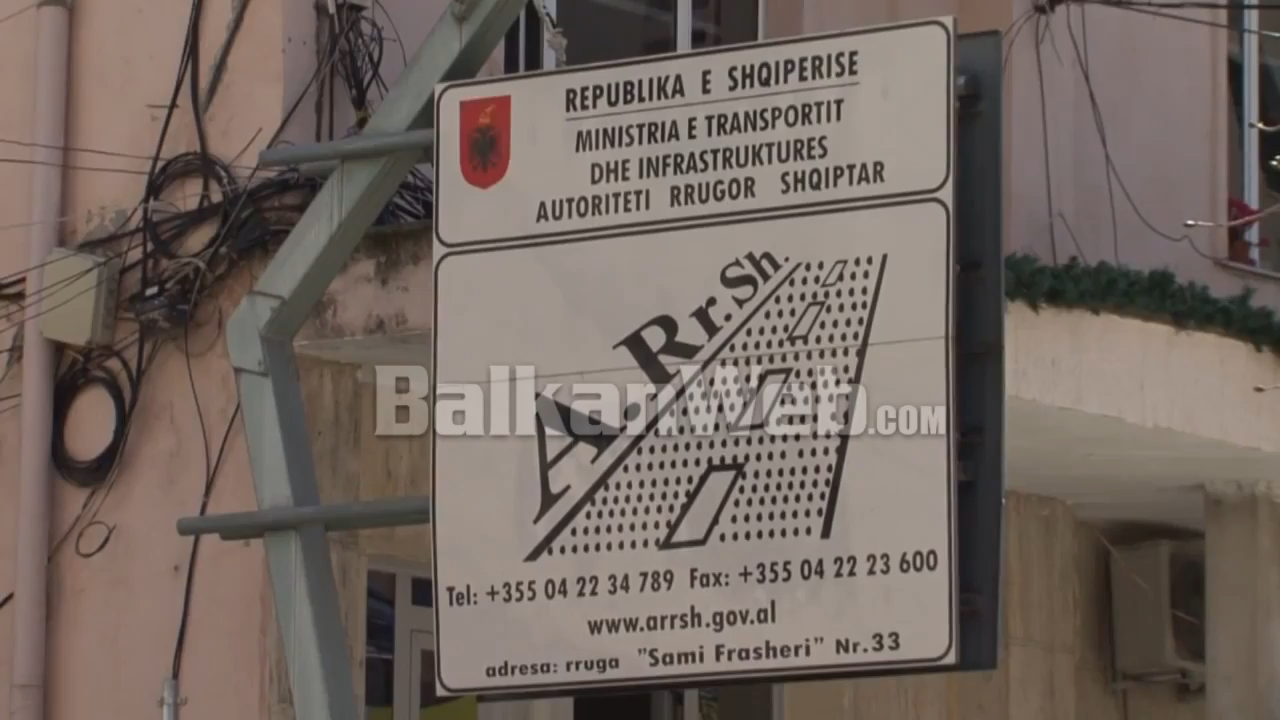 REPUBLIKA E SHQIPERISE
MINISTRIA E TRANSPORTIT
DHE INFRASTRUKTURES
AUTORITETI RRUGOR SHQIPTAR
A.Rr.Sh.
BalkanWeb.COM
Tel: +355 04 22 34 789 Fax: +355 04 22 23 600
www.arrsh.gov.al
adresa: rruga "Sami Frasheri" Nr.33